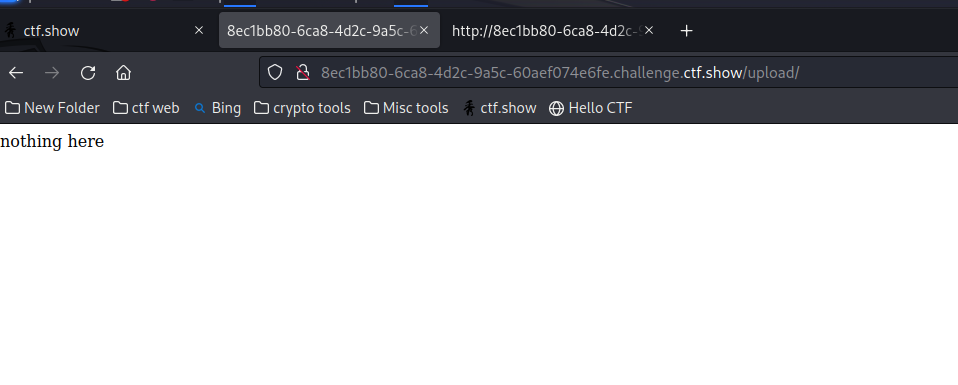 ctf.show
8ec1bb80-6ca8-4d2c-9a5c-6
http://8ec1bb80-6ca8-4d2c-9
8ec1bb80-6ca8-4d2c-9a5c-60aef074e6fe.challenge.ctf.show/upload/
New Folder ctf web Bing crypto tools Misc tools ctf.show Hello CTF
nothing here